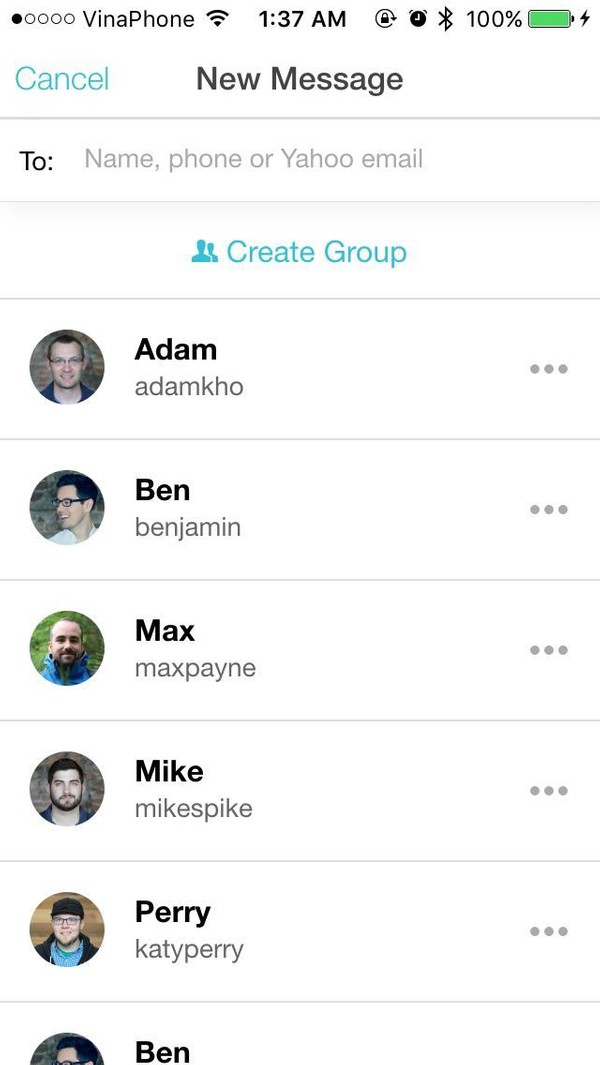 VinaPhone 1:37 AM 100%
Cancel New Message
To: Name, phone or Yahoo email
Create Group
Adam
adamkho
Ben
benjamin
Max
maxpayne
Mike
mikespike
Perry
katyperry
Ben